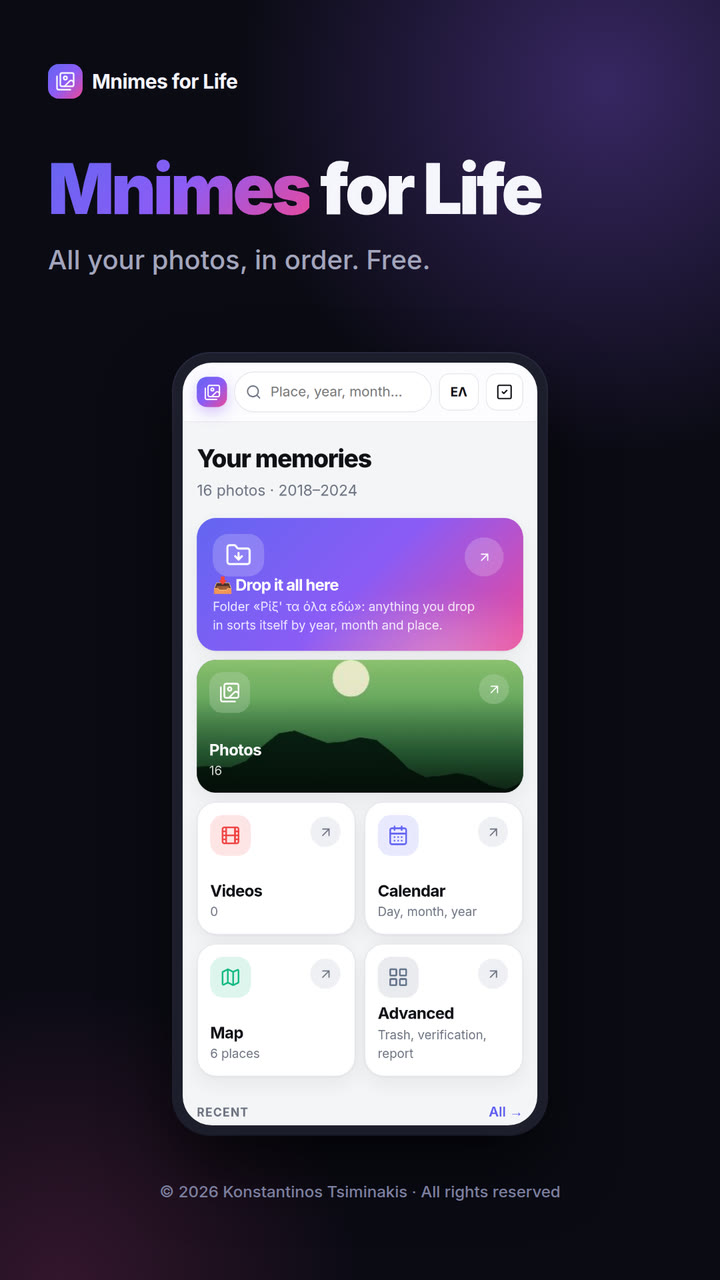 Mnimes for Life
Mnimes for Life
All your photos, in order. Free.
Place, year, month...
ΕΛ
Your memories
16 photos · 2018–2024
📥 Drop it all here
Folder «Ρίξ' τα όλα εδώ»: anything you drop
in sorts itself by year, month and place.
Photos
16
Videos
0
Calendar
Day, month, year
Map
6 places
Advanced
Trash, verification,
report
RECENT
All →
© 2026 Konstantinos Tsiminakis · All rights reserved